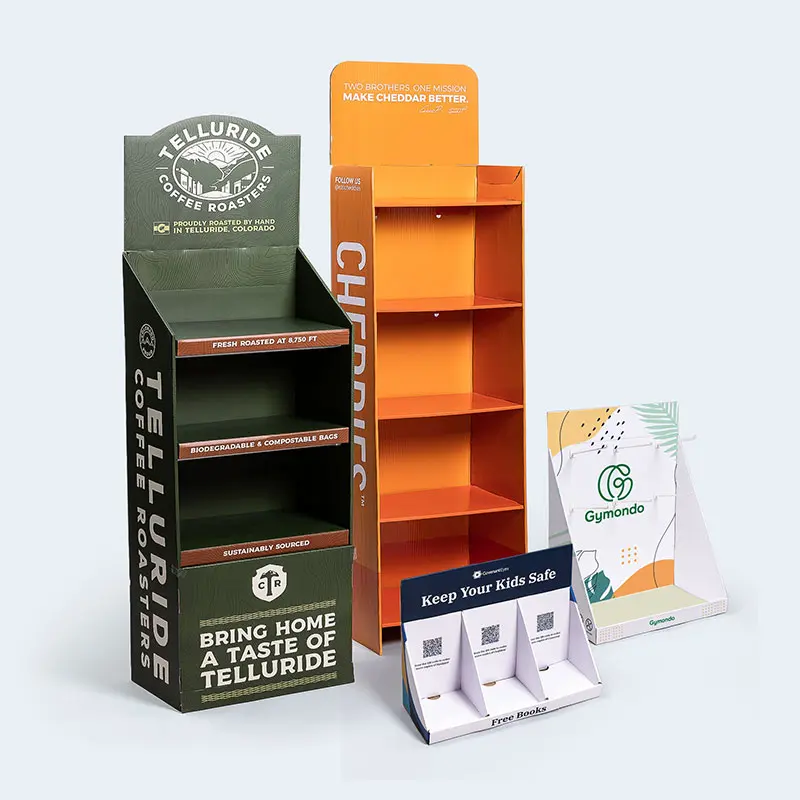 TELLURIDE
COFFEE ROASTERS
PROUDLY ROASTED BY HAND
IN TELLURIDE, COLORADO
FRESH ROASTED AT 8,750 FT
BIODEGRADABLE & COMPOSTABLE BAGS
SUSTAINABLY SOURCED
C T R
BRING HOME
A TASTE OF
TELLURIDE
TELLURIDE
COFFEE ROASTERS
TWO BROTHERS. ONE MISSION
MAKE CHEDDAR BETTER.
FOLLOW US
CHEDDIES™
CovenantEyes
Keep Your Kids Safe
Free Books
Gymondo
Gymondo